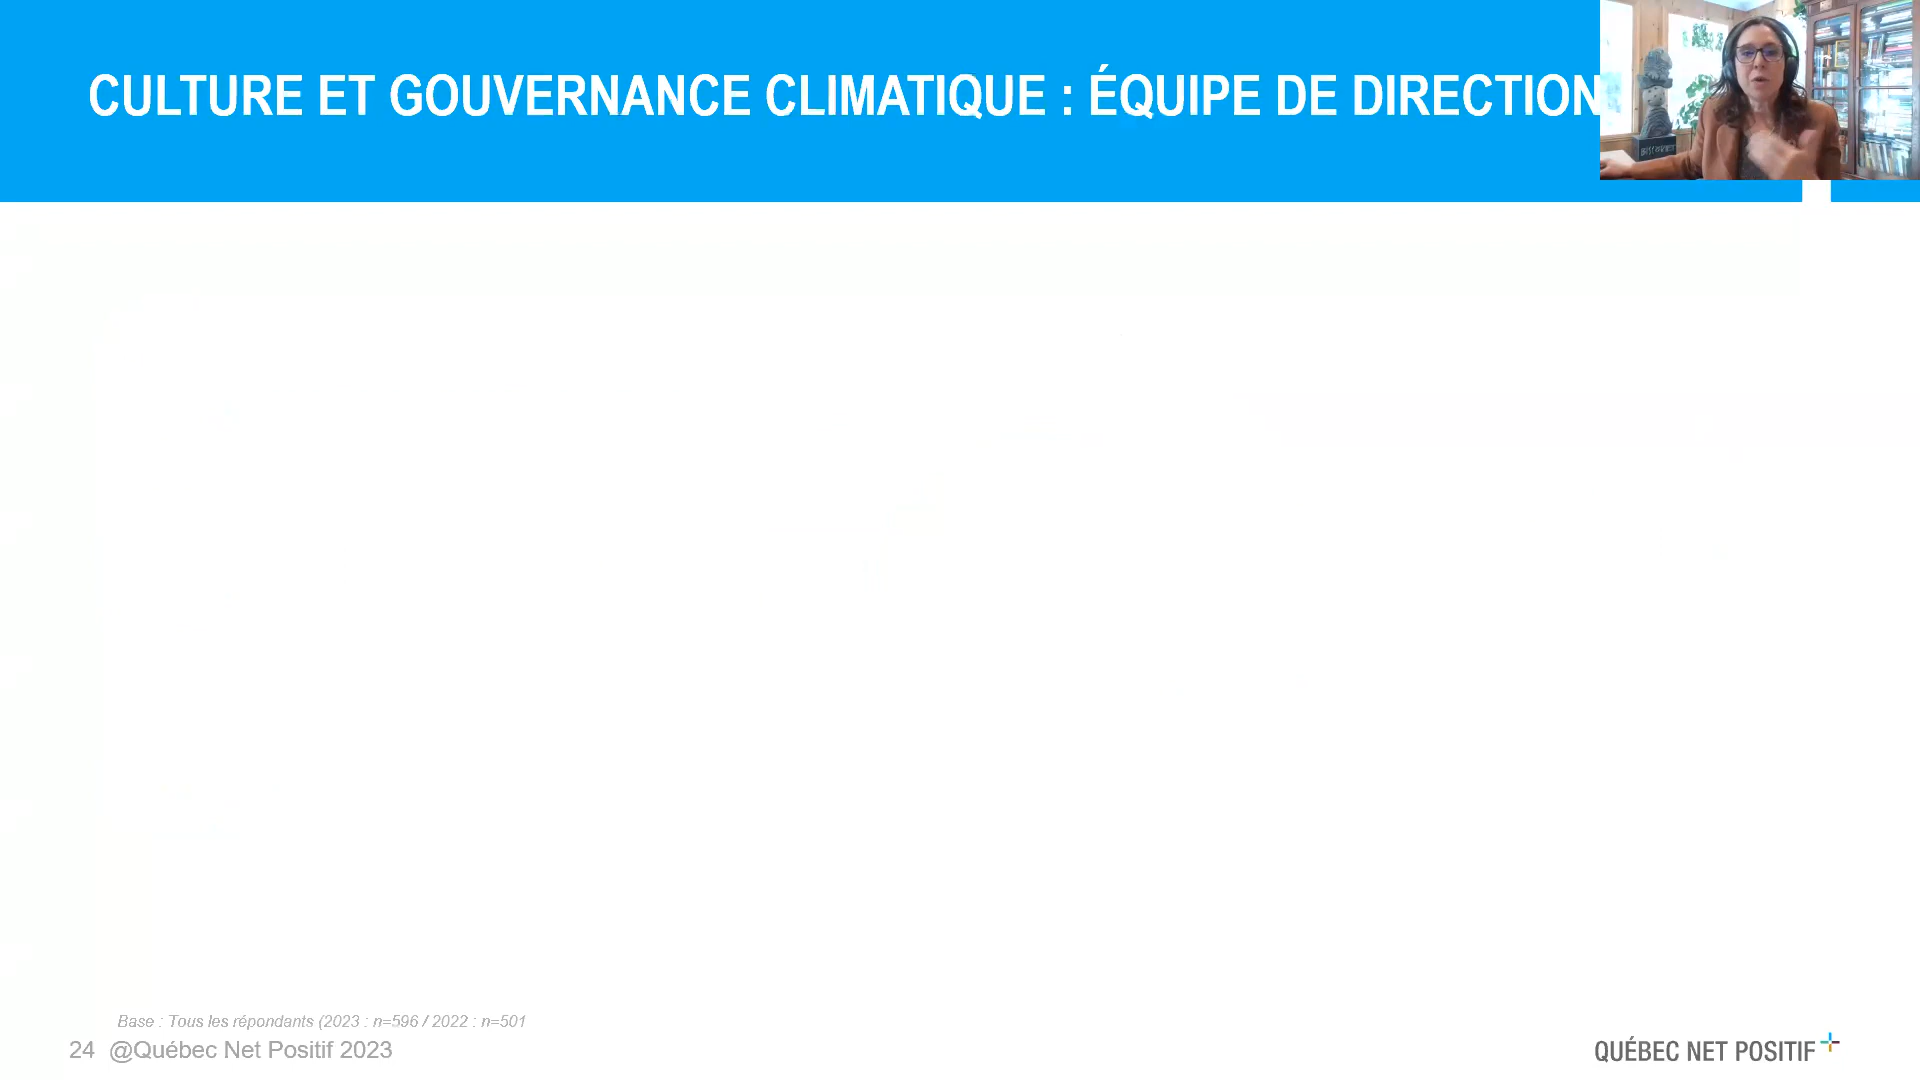 CULTURE ET GOUVERNANCE CLIMATIQUE : ÉQUIPE DE DIRECTION
Base : Tous les répondants (2023 : n=596 / 2022 : n=501
24 @Québec Net Positif 2023
QUÉBEC NET POSITIF